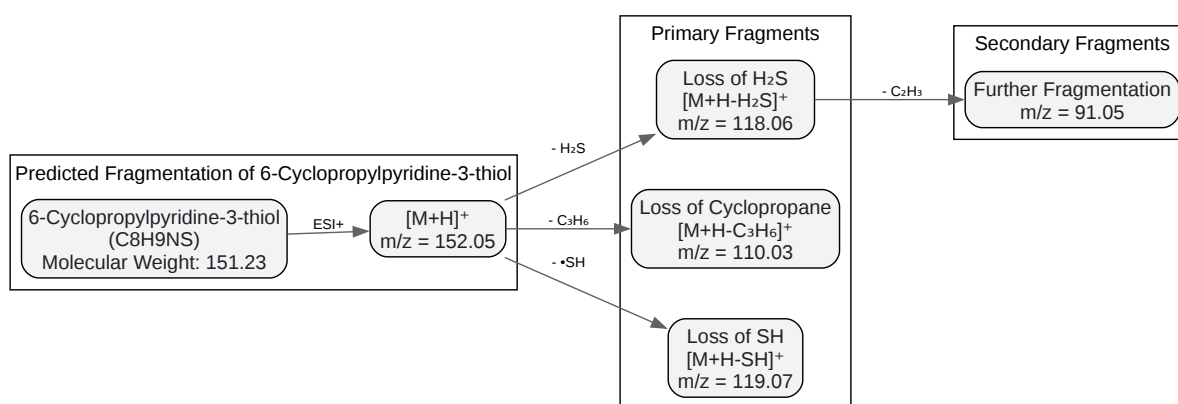 Predicted Fragmentation of 6-Cyclopropylpyridine-3-thiol
6-Cyclopropylpyridine-3-thiol
(C8H9NS)
Molecular Weight: 151.23
ESI+
[M+H]⁺
m/z = 152.05
- H₂S
- C₃H₆
- •SH
Primary Fragments
Loss of H₂S
[M+H-H₂S]⁺
m/z = 118.06
Loss of Cyclopropane
[M+H-C₃H₆]⁺
m/z = 110.03
Loss of SH
[M+H-SH]⁺
m/z = 119.07
- C₂H₃
Secondary Fragments
Further Fragmentation
m/z = 91.05